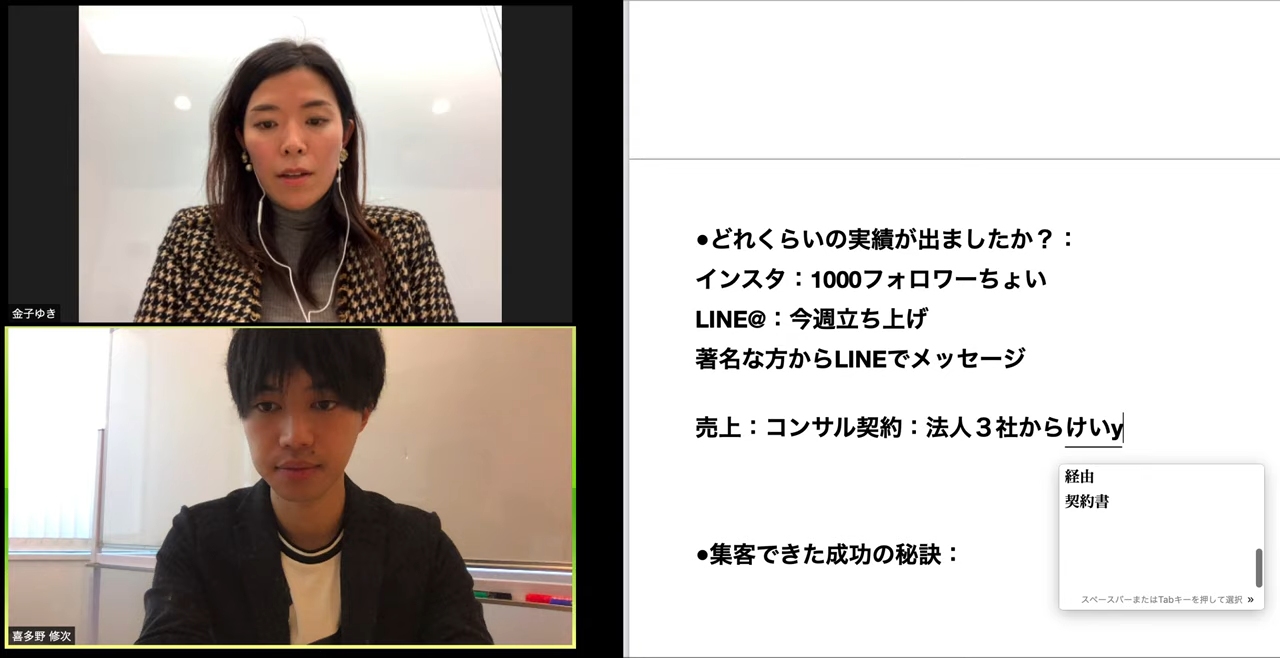 金子ゆき
喜多野 修次
●どれくらいの実績が出ましたか？：
インスタ：1000フォロワーちょい
LINE@：今週立ち上げ
著名な方からLINEでメッセージ
売上：コンサル契約：法人３社からけいy
経由
契約書
スペースバーまたはTabキーを押して選択 »
●集客できた成功の秘訣：